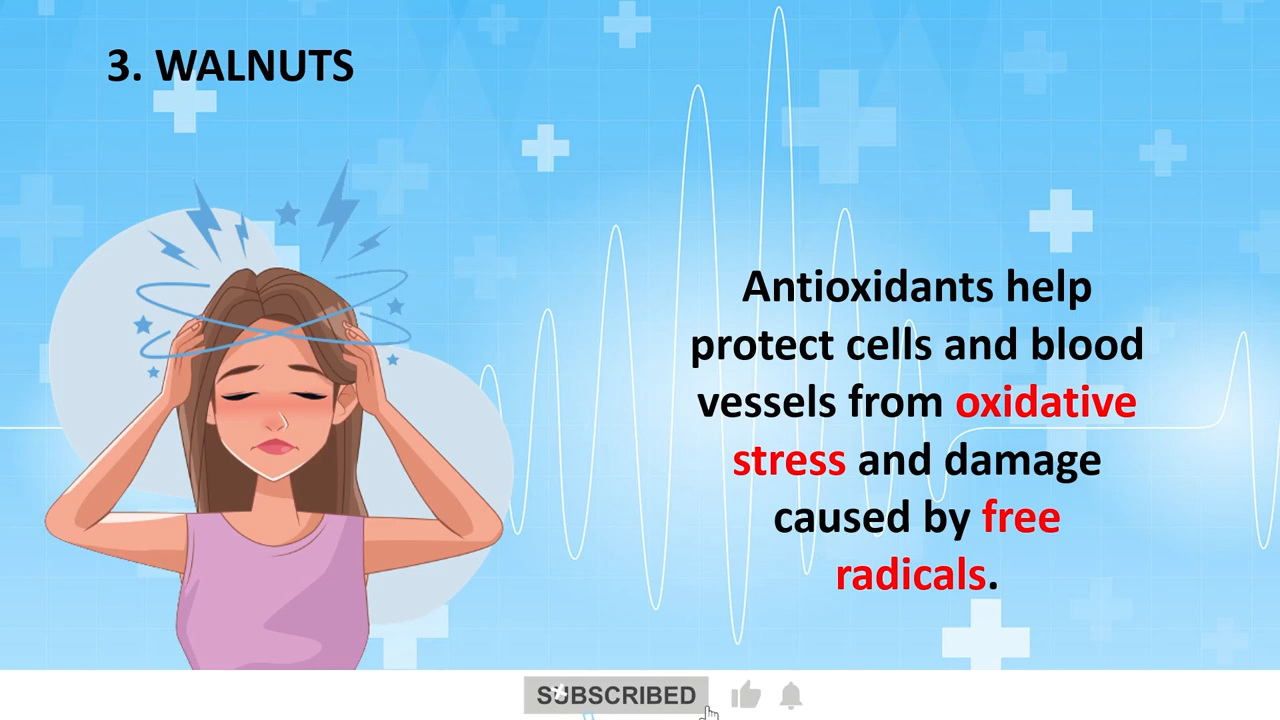 3. WALNUTS
Antioxidants help
protect cells and blood
vessels from oxidative
stress and damage
caused by free
radicals.
SUBSCRIBED